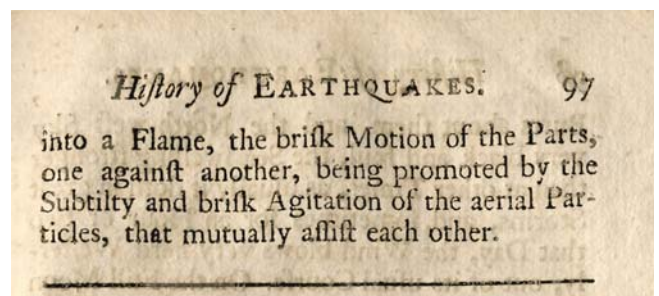 Hiſtory of EARTHQUAKES. 97
into a Flame, the briſk Motion of the Parts,
one againſt another, being promoted by the
Subtilty and briſk Agitation of the aerial Par-
ticles, that mutually aſſiſt each other.